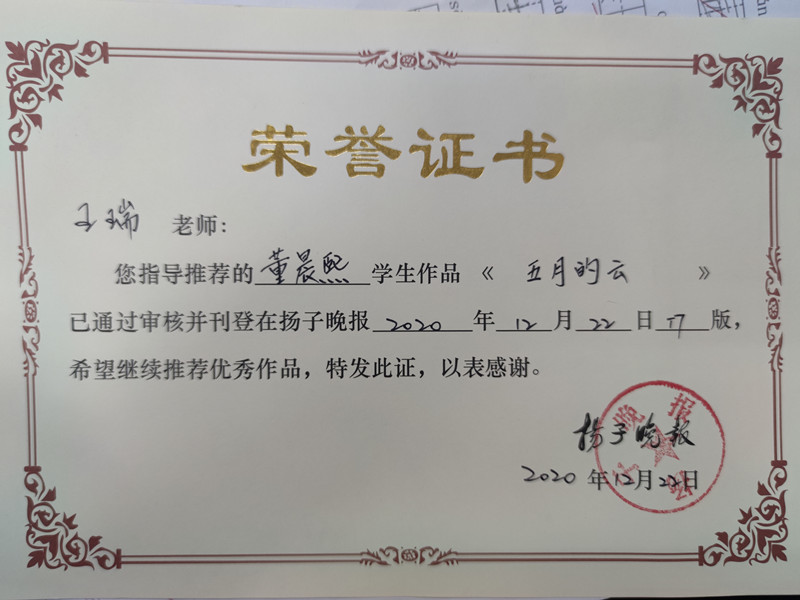 荣誉证书
王瑞 老师：
您指导推荐的董晨熙学生作品《 五月的云 》
已通过审核并刊登在扬子晚报2020年12月22日 版，
希望继续推荐优秀作品，特发此证，以表感谢。
扬子晚报
2020年12月22日